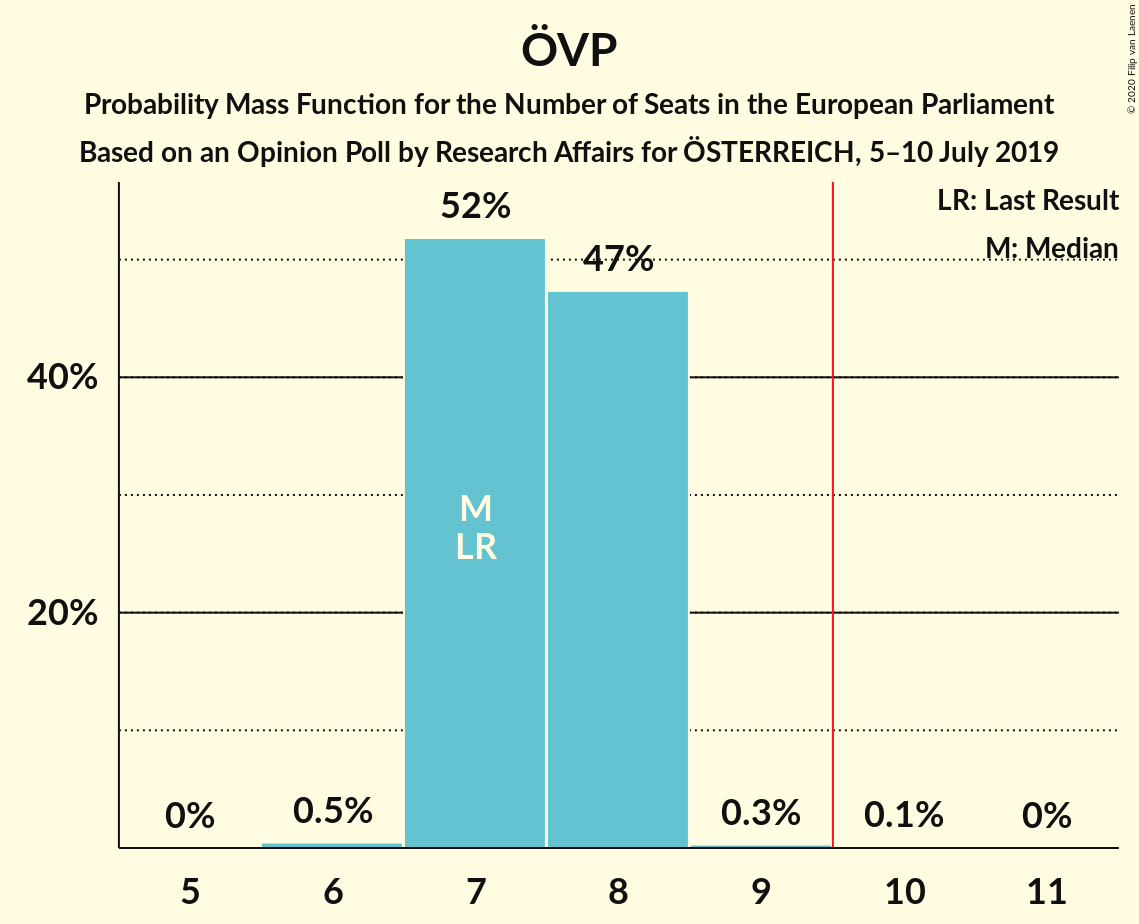 ÖVP
Probability Mass Function for the Number of Seats in the European Parliament
Based on an Opinion Poll by Research Affairs for ÖSTERREICH, 5–10 July 2019
© 2020 Filip van Laenen
LR: Last Result
M: Median
52%
47%
40%
M
LR
20%
0%
0.5%
0.3%
0.1%
0%
5
6
7
8
9
10
11